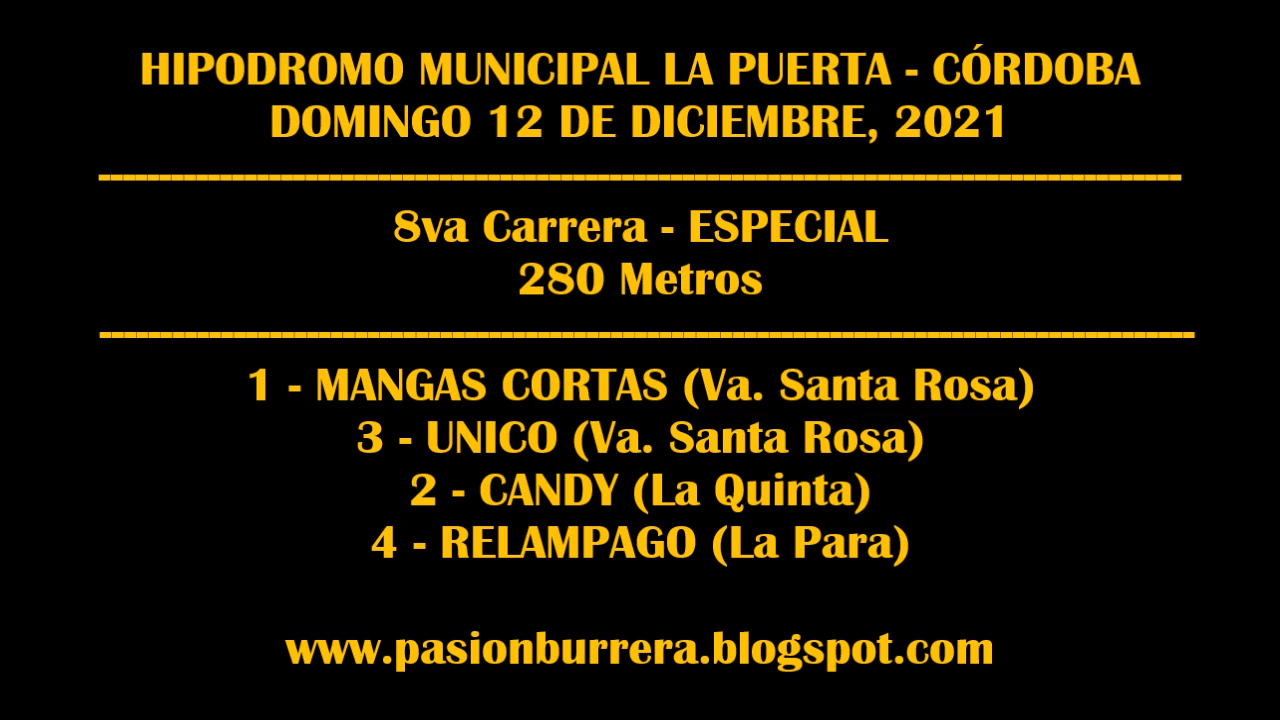 HIPODROMO MUNICIPAL LA PUERTA - CÓRDOBA
DOMINGO 12 DE DICIEMBRE, 2021
8va Carrera - ESPECIAL
280 Metros
1 - MANGAS CORTAS (Va. Santa Rosa)
3 - UNICO (Va. Santa Rosa)
2 - CANDY (La Quinta)
4 - RELAMPAGO (La Para)
www.pasionburrera.blogspot.com